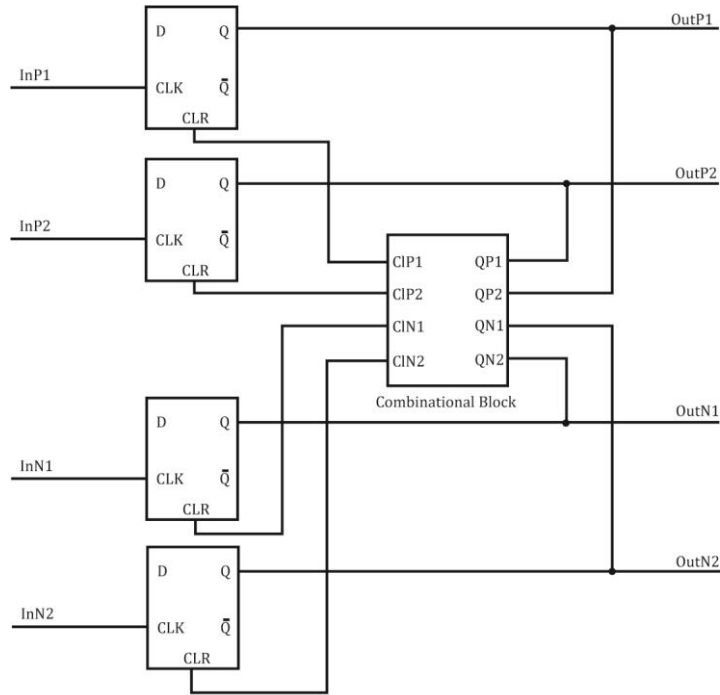 D Q OutP1
InP1
CLK Q̄
CLR
D Q OutP2
InP2
CLK Q̄
CLR
ClP1 QP1
ClP2 QP2
ClN1 QN1
ClN2 QN2
Combinational Block
D Q OutN1
InN1
CLK Q̄
CLR
D Q OutN2
InN2
CLK Q̄
CLR